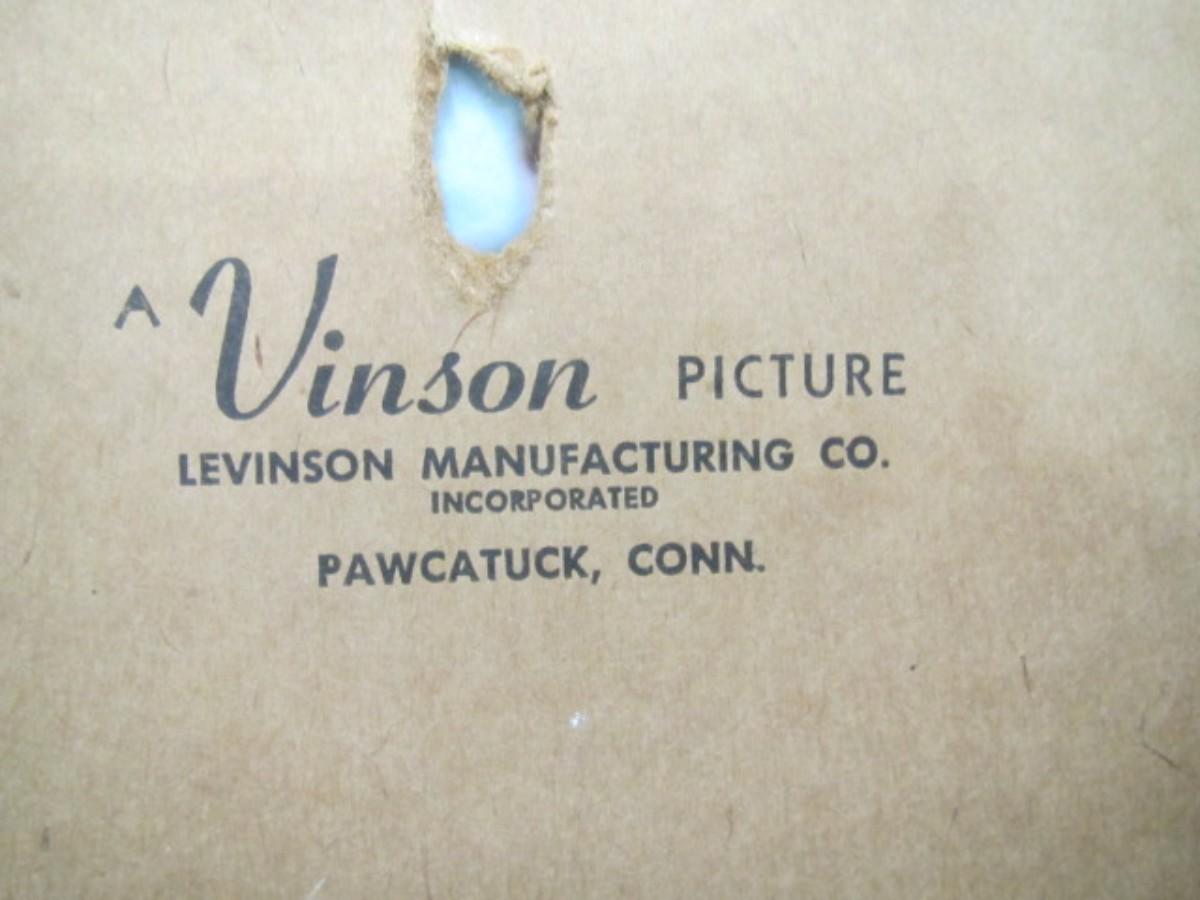 A Vinson PICTURE
LEVINSON MANUFACTURING CO.
INCORPORATED
PAWCATUCK, CONN.